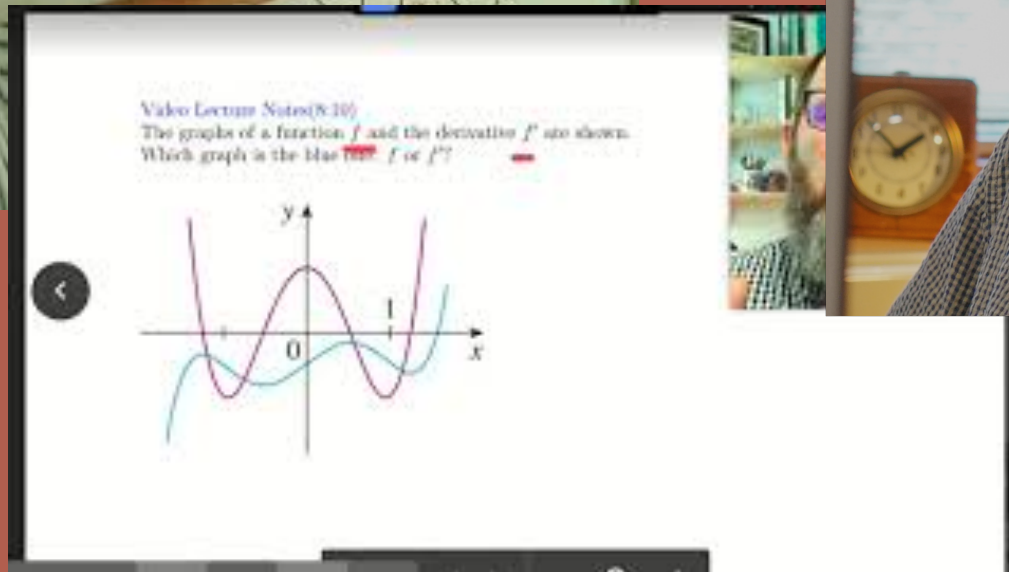 Video Lecture Notes(8:10)
The graphs of a function f and the derivative f' are shown.
Which graph is the blue f or f'?
y
1
0
x